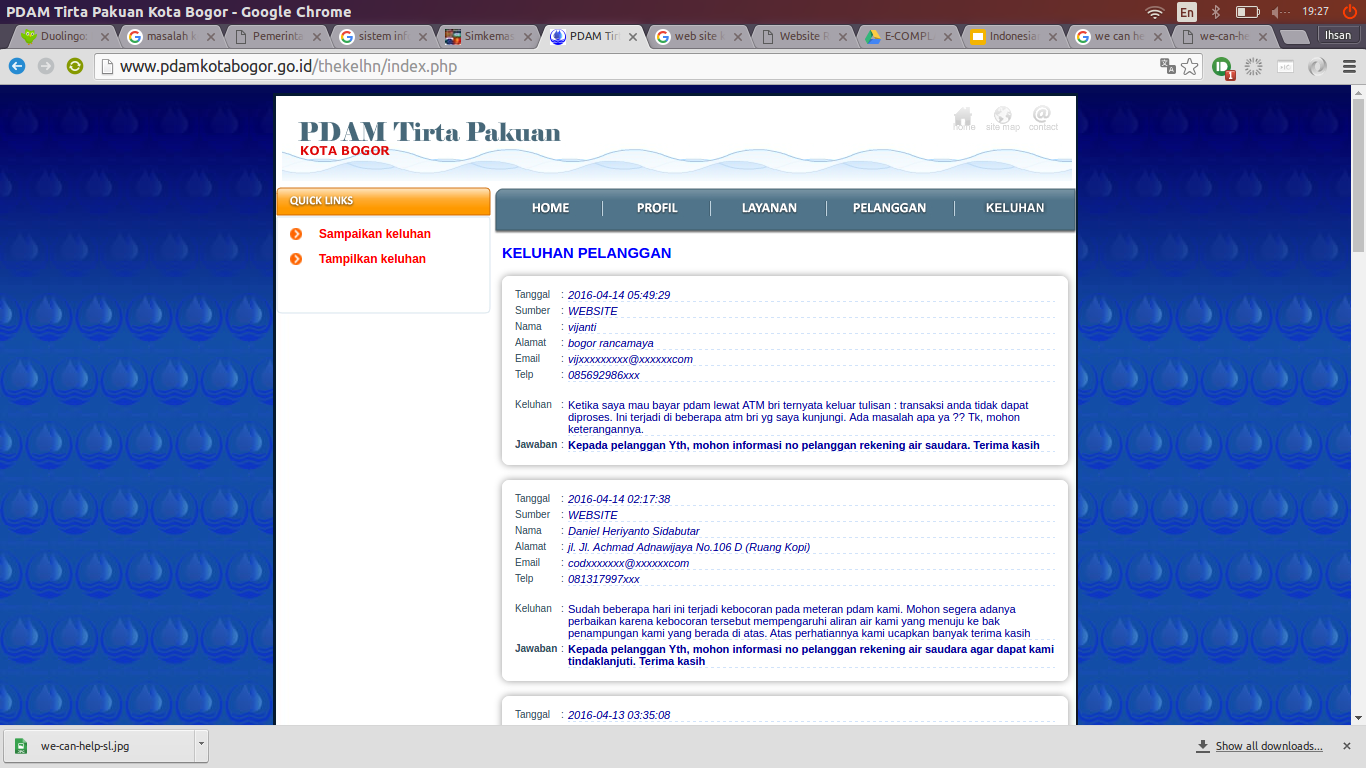 PDAM Tirta Pakuan Kota Bogor - Google Chrome
En
19:27
Duolingo:
masalah k
Pemerinta
sistem inf
Simkemas
PDAM Tir
web site k
Website R
E-COMPL
Indonesia
we can he
we-can-he
Ihsan
www.pdamkotabogor.go.id/thekelhn/index.php
1
PDAM Tirta Pakuan
KOTA BOGOR
home
site map
contact
QUICK LINKS
Sampaikan keluhan
Tampilkan keluhan
HOME
PROFIL
LAYANAN
PELANGGAN
KELUHAN
KELUHAN PELANGGAN
Tanggal : 2016-04-14 05:49:29
Sumber : WEBSITE
Nama : vijanti
Alamat : bogor rancamaya
Email : vijxxxxxxxxx@xxxxxxcom
Telp : 085692986xxx
Keluhan : Ketika saya mau bayar pdam lewat ATM bri ternyata keluar tulisan : transaksi anda tidak dapat
diproses. Ini terjadi di beberapa atm bri yg saya kunjungi. Ada masalah apa ya ?? Tk, mohon
keterangannya.
Jawaban : Kepada pelanggan Yth, mohon informasi no pelanggan rekening air saudara. Terima kasih
Tanggal : 2016-04-14 02:17:38
Sumber : WEBSITE
Nama : Daniel Heriyanto Sidabutar
Alamat : jl. Jl. Achmad Adnawijaya No.106 D (Ruang Kopi)
Email : codxxxxxxx@xxxxxxcom
Telp : 081317997xxx
Keluhan : Sudah beberapa hari ini terjadi kebocoran pada meteran pdam kami. Mohon segera adanya
perbaikan karena kebocoran tersebut mempengaruhi aliran air kami yang menuju ke bak
penampungan kami yang berada di atas. Atas perhatiannya kami ucapkan banyak terima kasih
Jawaban : Kepada pelanggan Yth, mohon informasi no pelanggan rekening air saudara agar dapat kami
tindaklanjuti. Terima kasih
Tanggal : 2016-04-13 03:35:08
we-can-help-sl.jpg
Show all downloads...